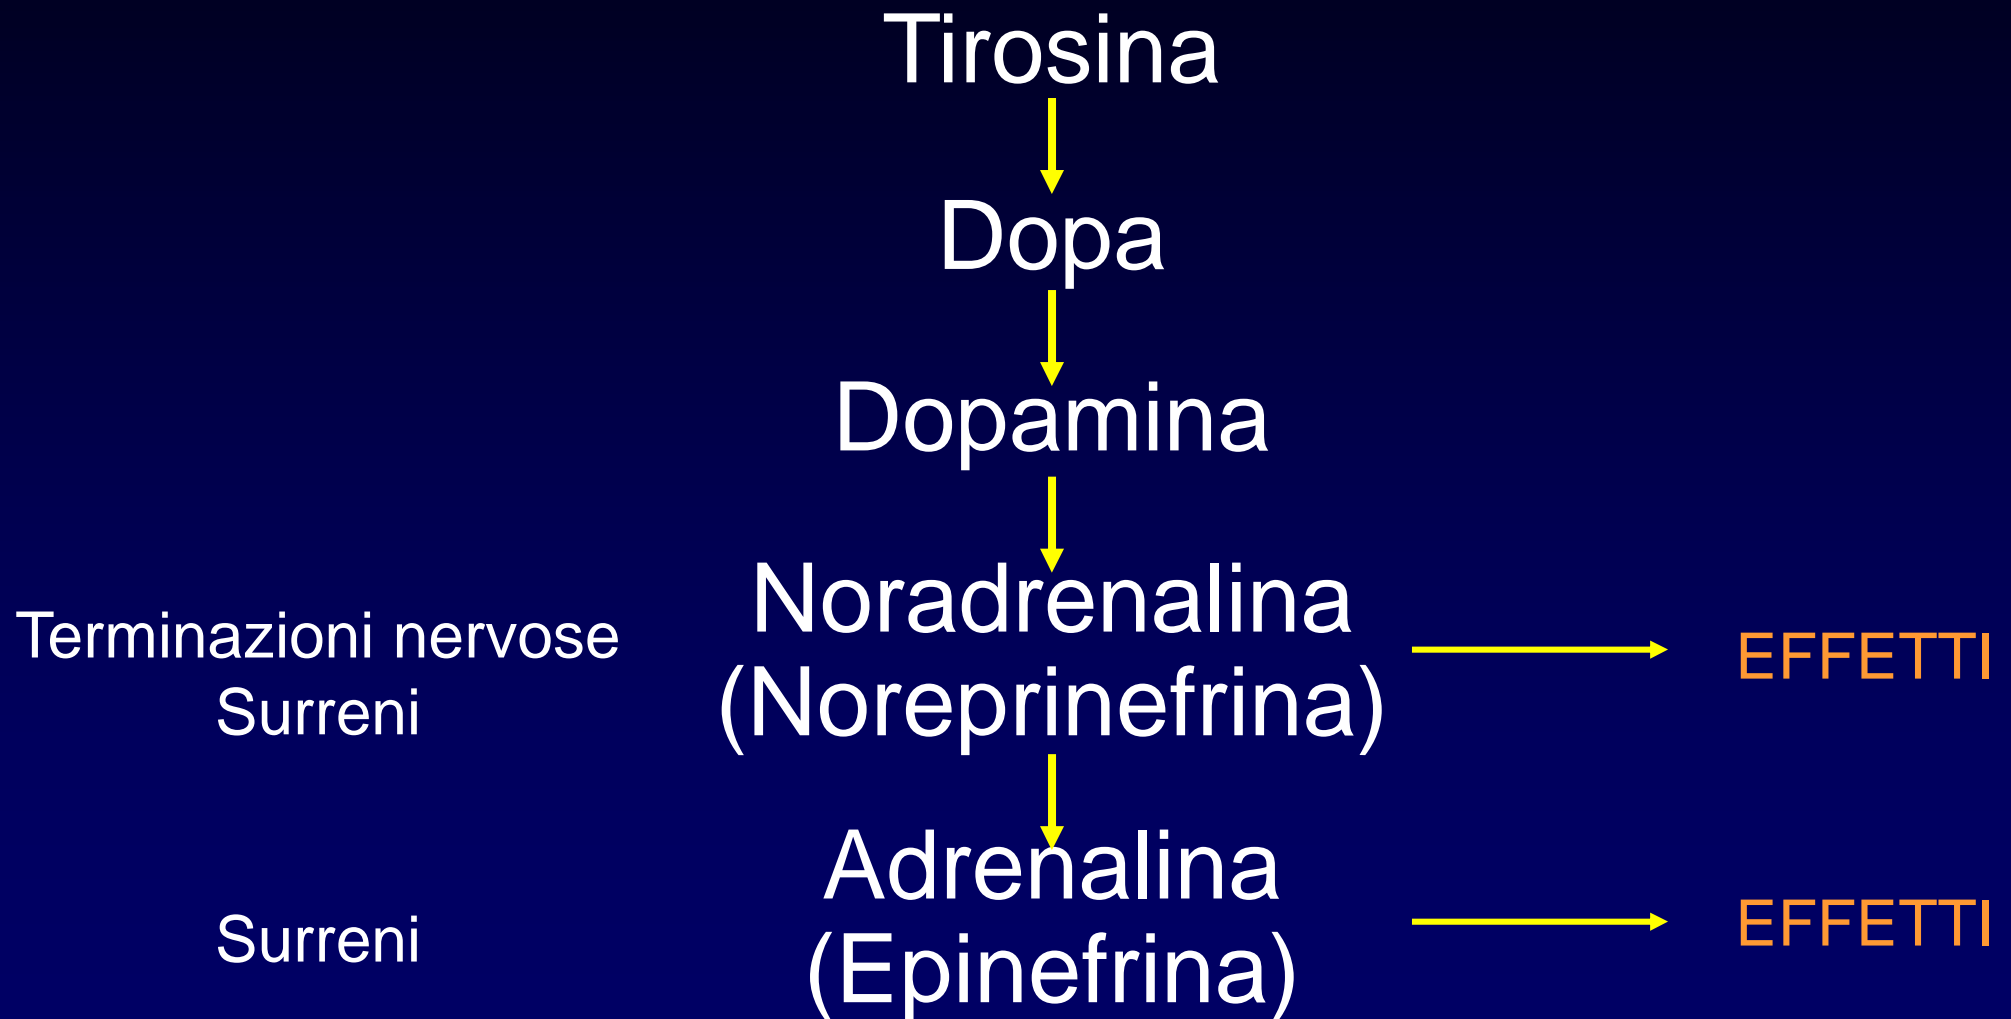 Tirosina
Dopa
Dopamina
Terminazioni nervose
Surreni
Noradrenalina
(Noreprinefrina)
EFFETTI
Surreni
Adrenalina
(Epinefrina)
EFFETTI